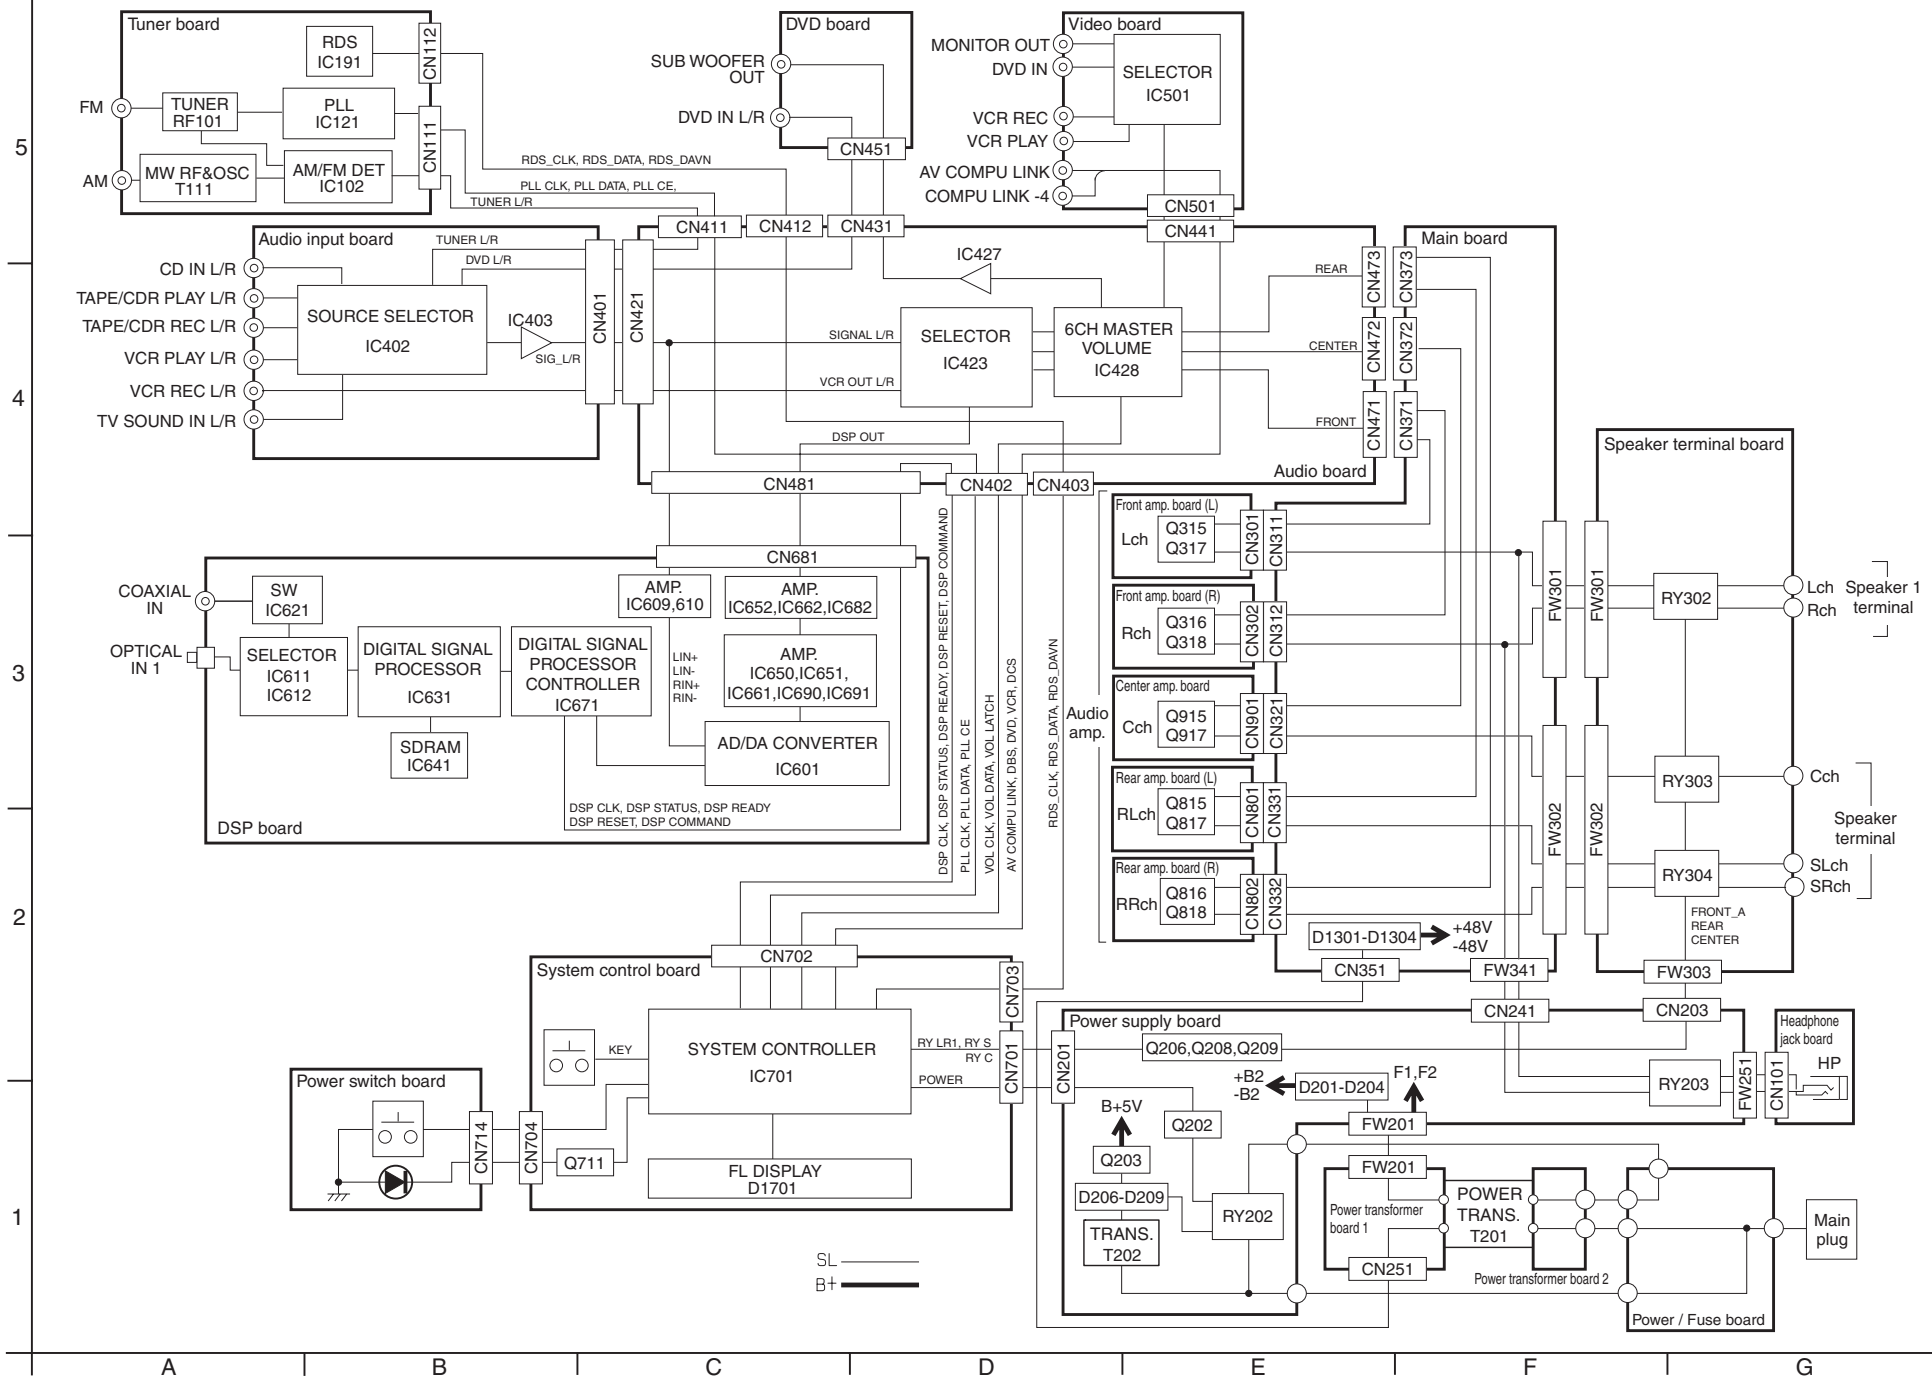 Tuner board
RDS
IC191
CN112
FM
TUNER
RF101
PLL
IC121
CN111
AM
MW RF&OSC
T111
AM/FM DET
IC102
RDS_CLK, RDS_DATA, RDS_DAVN
PLL CLK, PLL DATA, PLL CE,
TUNER L/R
DVD board
SUB WOOFER
OUT
DVD IN L/R
CN451
Video board
MONITOR OUT
DVD IN
SELECTOR
IC501
VCR REC
VCR PLAY
AV COMPU LINK
COMPU LINK -4
CN501
5
CN411
CN412
CN431
CN441
Audio input board
TUNER L/R
DVD L/R
CD IN L/R
TAPE/CDR PLAY L/R
TAPE/CDR REC L/R
VCR PLAY L/R
VCR REC L/R
TV SOUND IN L/R
SOURCE SELECTOR
IC402
IC403
SIG_L/R
CN401
CN421
IC427
SIGNAL L/R
SELECTOR
IC423
6CH MASTER
VOLUME
IC428
VCR OUT L/R
DSP OUT
REAR
CENTER
FRONT
CN473
CN472
CN471
Audio board
Main board
CN373
CN372
CN371
4
CN481
CN402
CN403
Speaker terminal board
CN681
COAXIAL
IN
SW
IC621
OPTICAL
IN 1
SELECTOR
IC611
IC612
DIGITAL SIGNAL
PROCESSOR
IC631
DIGITAL SIGNAL
PROCESSOR
CONTROLLER
IC671
SDRAM
IC641
AMP.
IC609,610
LIN+
LIN-
RIN+
RIN-
AMP.
IC652,IC662,IC682
AMP.
IC650,IC651,
IC661,IC690,IC691
AD/DA CONVERTER
IC601
DSP CLK, DSP STATUS, DSP READY
DSP RESET, DSP COMMAND
DSP board
DSP CLK, DSP STATUS, DSP READY, DSP RESET, DSP COMMAND
PLL CLK, PLL DATA, PLL CE
VOL CLK, VOL DATA, VOL LATCH
AV COMPU LINK, DBS, DVD, VCR, DCS
RDS_CLK, RDS_DATA, RDS_DAVN
3
Audio
amp.
Front amp. board (L)
Lch
Q315
Q317
CN301
CN311
Front amp. board (R)
Rch
Q316
Q318
CN302
CN312
Center amp. board
Cch
Q915
Q917
CN901
CN321
Rear amp. board (L)
RLch
Q815
Q817
CN801
CN331
Rear amp. board (R)
RRch
Q816
Q818
CN802
CN332
FW301
FW301
FW302
FW302
RY302
RY303
RY304
Lch
Rch
Speaker 1
terminal
Cch
Speaker
terminal
SLch
SRch
FRONT_A
REAR
CENTER
D1301-D1304
+48V
-48V
CN351
FW341
FW303
2
CN702
System control board
CN703
SYSTEM CONTROLLER
IC701
KEY
RY LR1, RY S
RY C
POWER
CN701
CN201
Power switch board
CN714
CN704
Q711
FL DISPLAY
D1701
Power supply board
CN241
CN203
Q206,Q208,Q209
+B2
-B2
D201-D204
F1,F2
RY203
FW251
CN101
Headphone
jack board
HP
B+5V
Q202
Q203
D206-D209
TRANS.
T202
RY202
FW201
FW201
Power transformer
board 1
CN251
POWER
TRANS.
T201
Power transformer board 2
Main
plug
Power / Fuse board
SL
B+
1
A
B
C
D
E
F
G